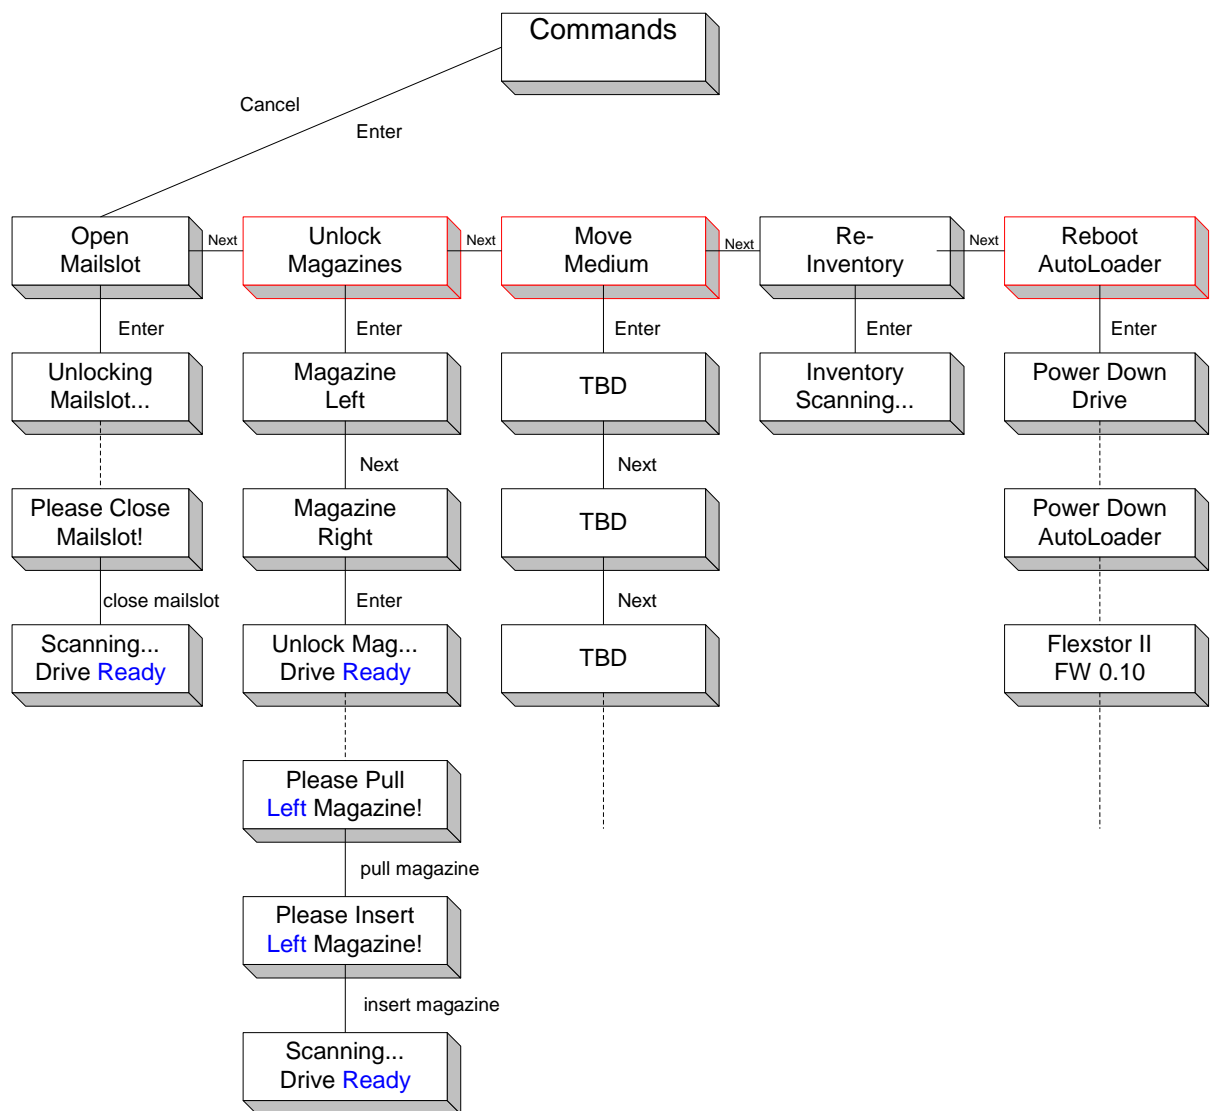 Commands
Cancel
Enter
Open
Mailslot
Next
Unlock
Magazines
Next
Move
Medium
Next
Re-
Inventory
Next
Reboot
AutoLoader
Enter
Enter
Enter
Enter
Enter
Unlocking
Mailslot...
Magazine
Left
TBD
Inventory
Scanning...
Power Down
Drive
Next
Next
Please Close
Mailslot!
Magazine
Right
TBD
Power Down
AutoLoader
close mailslot
Enter
Next
Scanning...
Drive Ready
Unlock Mag...
Drive Ready
TBD
Flexstor II
FW 0.10
Please Pull
Left Magazine!
pull magazine
Please Insert
Left Magazine!
insert magazine
Scanning...
Drive Ready